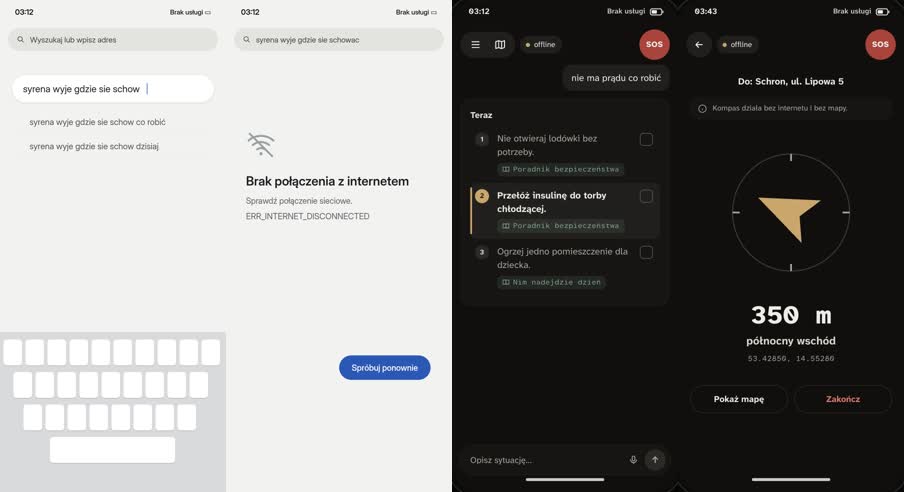 03:12
Brak usługi
Wyszukaj lub wpisz adres
syrena wyje gdzie sie schow
syrena wyje gdzie sie schow co robić
syrena wyje gdzie sie schow dzisiaj
03:12
Brak usługi
syrena wyje gdzie sie schowac
Brak połączenia z internetem
Sprawdź połączenie sieciowe.
ERR_INTERNET_DISCONNECTED
Spróbuj ponownie
03:12
Brak usługi
offline
SOS
nie ma prądu co robić
Teraz
1
Nie otwieraj lodówki bez
potrzeby.
Poradnik bezpieczeństwa
2
Przełóż insulinę do torby
chłodzącej.
Poradnik bezpieczeństwa
3
Ogrzej jedno pomieszczenie dla
dziecka.
Nim nadejdzie dzień
Opisz sytuację...
03:43
Brak usługi
offline
SOS
Do: Schron, ul. Lipowa 5
Kompas działa bez internetu i bez mapy.
350 m
północny wschód
53.42850, 14.55280
Pokaż mapę
Zakończ